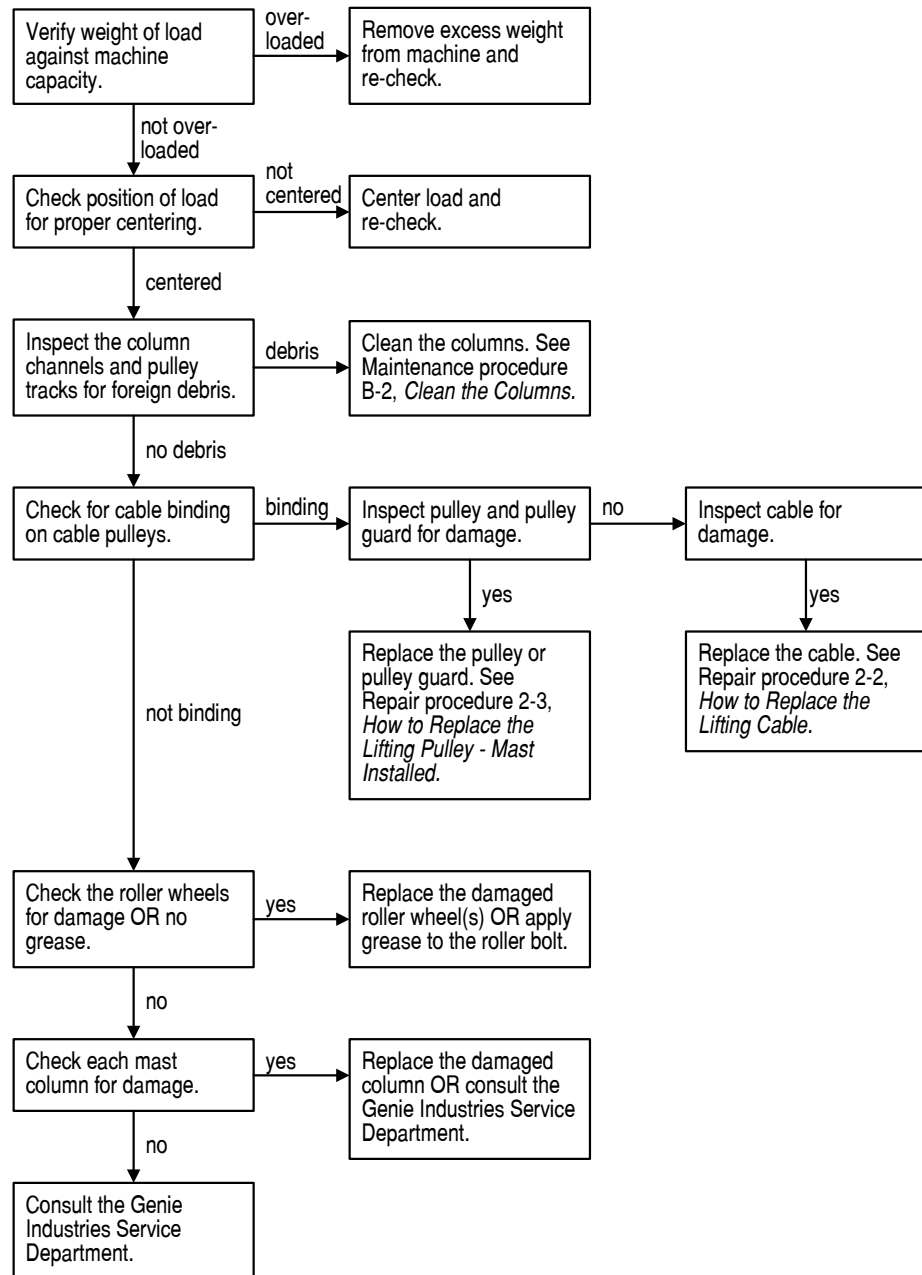 Verify weight of load
against machine
capacity.
over-
loaded
Remove excess weight
from machine and
re-check.
not over-
loaded
Check position of load
for proper centering.
not
centered
Center load and
re-check.
centered
Inspect the column
channels and pulley
tracks for foreign debris.
debris
Clean the columns. See
Maintenance procedure
B-2, Clean the Columns.
no debris
Check for cable binding
on cable pulleys.
binding
Inspect pulley and pulley
guard for damage.
no
Inspect cable for
damage.
yes
yes
Replace the pulley or
pulley guard. See
Repair procedure 2-3,
How to Replace the
Lifting Pulley - Mast
Installed.
Replace the cable. See
Repair procedure 2-2,
How to Replace the
Lifting Cable.
not binding
Check the roller wheels
for damage OR no
grease.
yes
Replace the damaged
roller wheel(s) OR apply
grease to the roller bolt.
no
Check each mast
column for damage.
yes
Replace the damaged
column OR consult the
Genie Industries Service
Department.
no
Consult the Genie
Industries Service
Department.